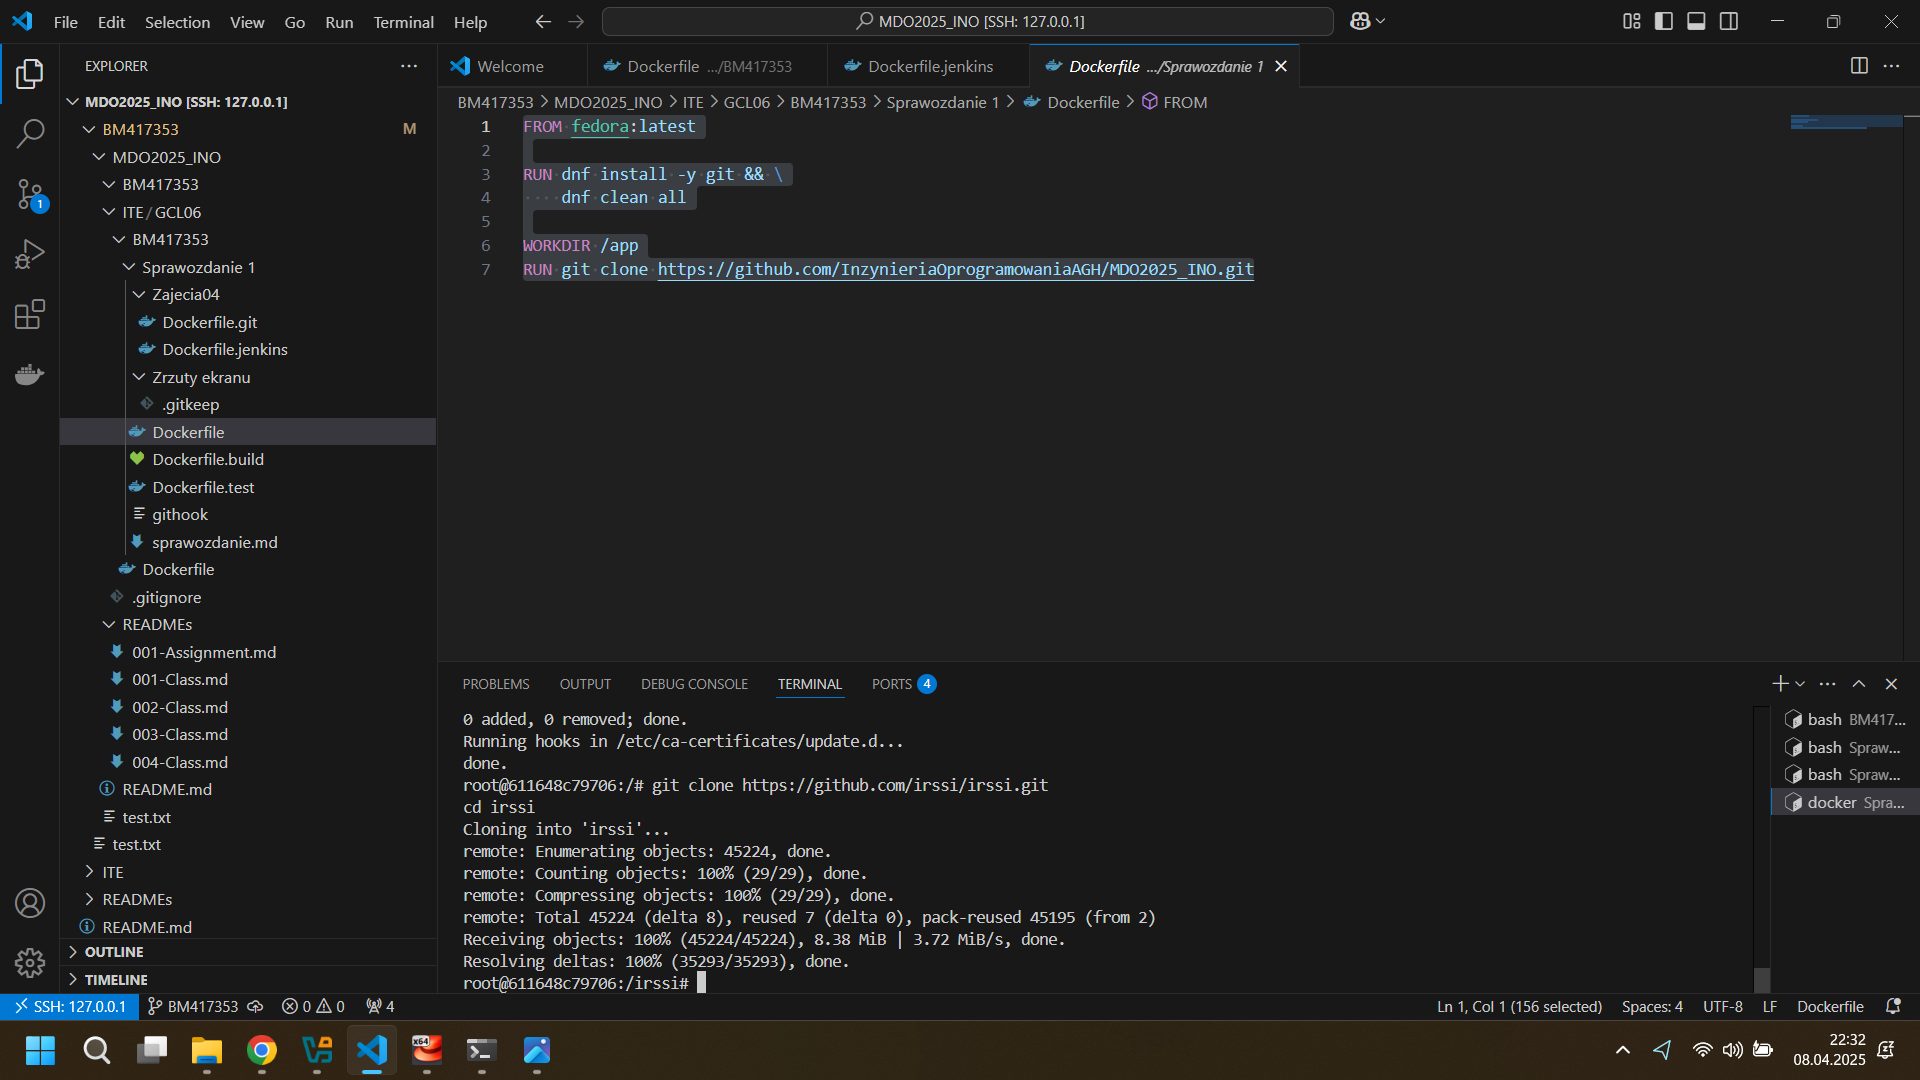 File Edit Selection View Go Run Terminal Help
MDO2025_INO [SSH: 127.0.0.1]
EXPLORER
MDO2025_INO [SSH: 127.0.0.1]
BM417353 M
MDO2025_INO
BM417353
ITE / GCL06
BM417353
Sprawozdanie 1
Zajecia04
Dockerfile.git
Dockerfile.jenkins
Zrzuty ekranu
.gitkeep
Dockerfile
Dockerfile.build
Dockerfile.test
githook
sprawozdanie.md
Dockerfile
.gitignore
READMEs
001-Assignment.md
001-Class.md
002-Class.md
003-Class.md
004-Class.md
README.md
test.txt
test.txt
ITE
READMEs
README.md
OUTLINE
TIMELINE
1
Welcome
Dockerfile .../BM417353
Dockerfile.jenkins
Dockerfile .../Sprawozdanie 1
BM417353 > MDO2025_INO > ITE > GCL06 > BM417353 > Sprawozdanie 1 > Dockerfile > FROM
1 FROM fedora:latest
2
3 RUN dnf install -y git && \
4 dnf clean all
5
6 WORKDIR /app
7 RUN git clone https://github.com/InzynieriaOprogramowaniaAGH/MDO2025_INO.git
PROBLEMS OUTPUT DEBUG CONSOLE TERMINAL PORTS 4
0 added, 0 removed; done.
Running hooks in /etc/ca-certificates/update.d...
done.
root@611648c79706:/# git clone https://github.com/irssi/irssi.git
cd irssi
Cloning into 'irssi'...
remote: Enumerating objects: 45224, done.
remote: Counting objects: 100% (29/29), done.
remote: Compressing objects: 100% (29/29), done.
remote: Total 45224 (delta 8), reused 7 (delta 0), pack-reused 45195 (from 2)
Receiving objects: 100% (45224/45224), 8.38 MiB | 3.72 MiB/s, done.
Resolving deltas: 100% (35293/35293), done.
root@611648c79706:/irssi#
bash BM417...
bash Spraw...
bash Spraw...
docker Spra...
SSH: 127.0.0.1 BM417353 0 0 4
Ln 1, Col 1 (156 selected) Spaces: 4 UTF-8 LF Dockerfile
x64
22:32
08.04.2025